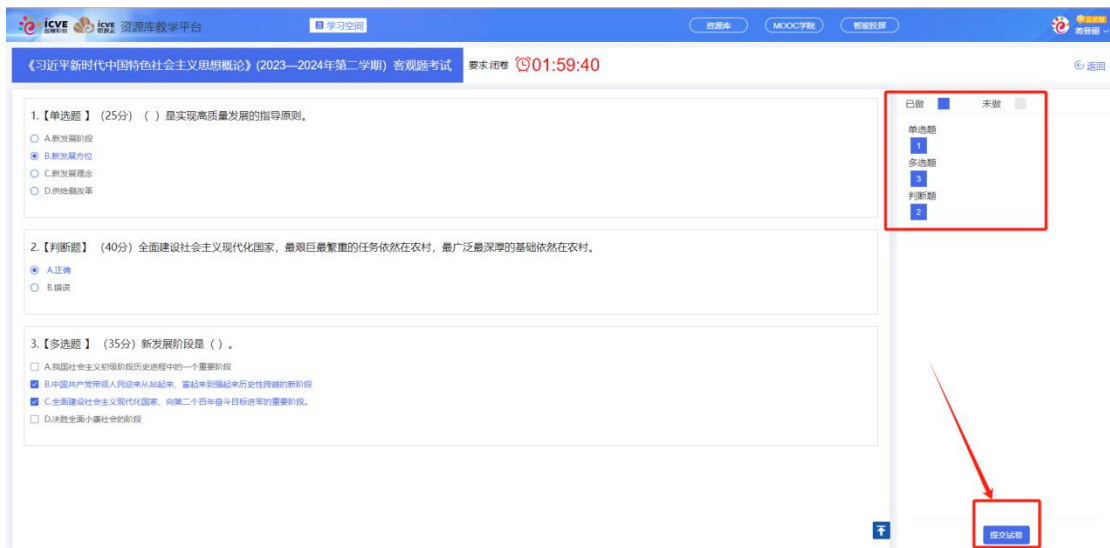 icve 智慧职教 icve 智慧职教 资源库教学平台 学习空间 资源库 MOOC学院 智能投屏
《习近平新时代中国特色社会主义思想概论》(2023—2024年第二学期) 客观题考试 要求:闭卷 01:59:40 返回
1.【单选题 】 (25分) ( ) 是实现高质量发展的指导原则。
A.新发展阶段
B.新发展方位
C.新发展理念
D.供给侧改革
2.【判断题】 (40分) 全面建设社会主义现代化国家，最艰巨最繁重的任务依然在农村，最广泛最深厚的基础依然在农村。
A.正确
B.错误
3.【多选题 】 (35分) 新发展阶段是 ( ) 。
A.我国社会主义初级阶段历史进程中的一个重要阶段
B.中国共产党带领人民迎来从站起来、富起来到强起来历史性跨越的新阶段
C.全面建设社会主义现代化国家、向第二个百年奋斗目标进军的重要阶段。
D.决胜全面小康社会的阶段
已做 未做
单选题
1
多选题
3
判断题
2
提交试卷